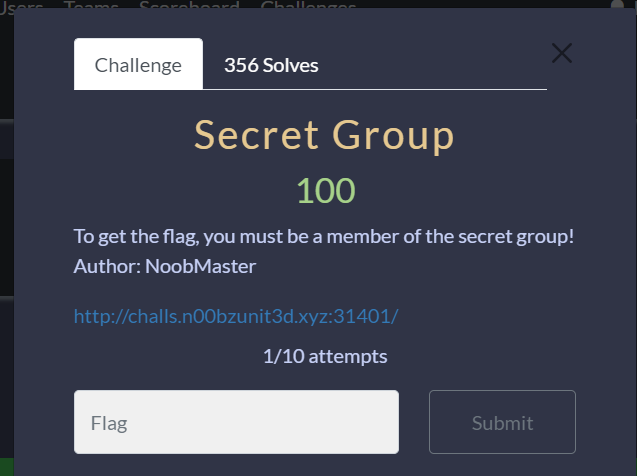 Users Teams Scoreboard Challenges
Challenge 356 Solves
Secret Group
100
To get the flag, you must be a member of the secret group!
Author: NoobMaster
http://challs.n00bzunit3d.xyz:31401/
1/10 attempts
Flag Submit